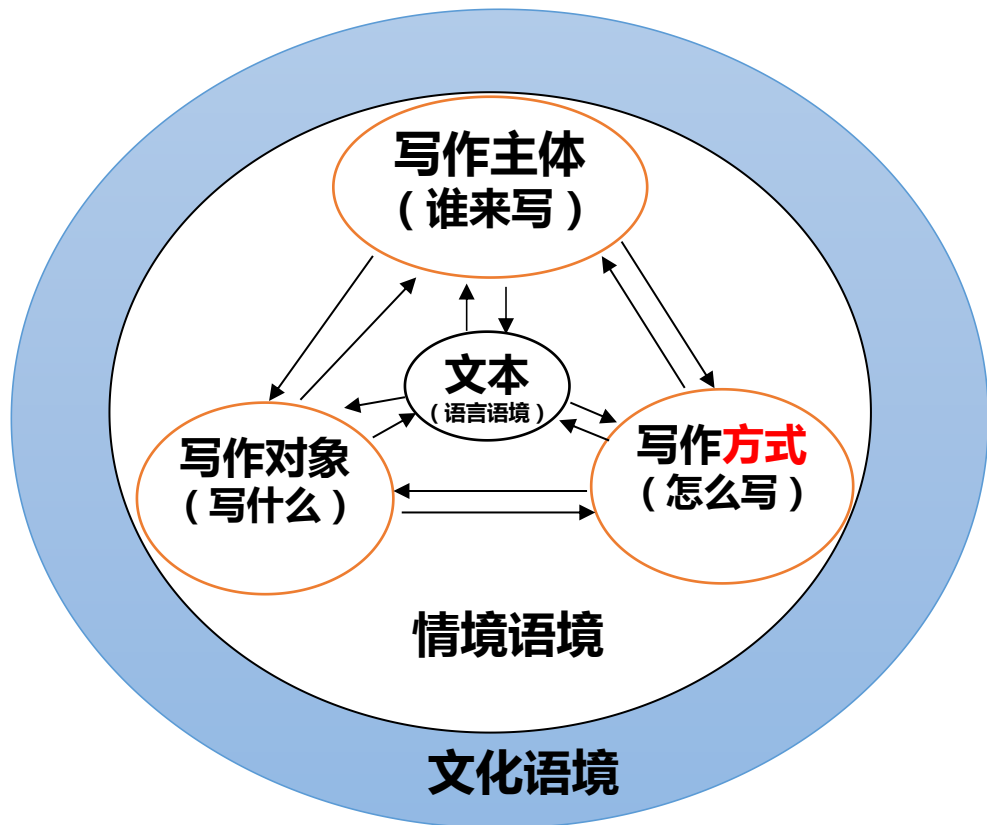 写作主体
（谁来写）
文本
（语言语境）
写作对象
（写什么）
写作方式
（怎么写）
情境语境
文化语境